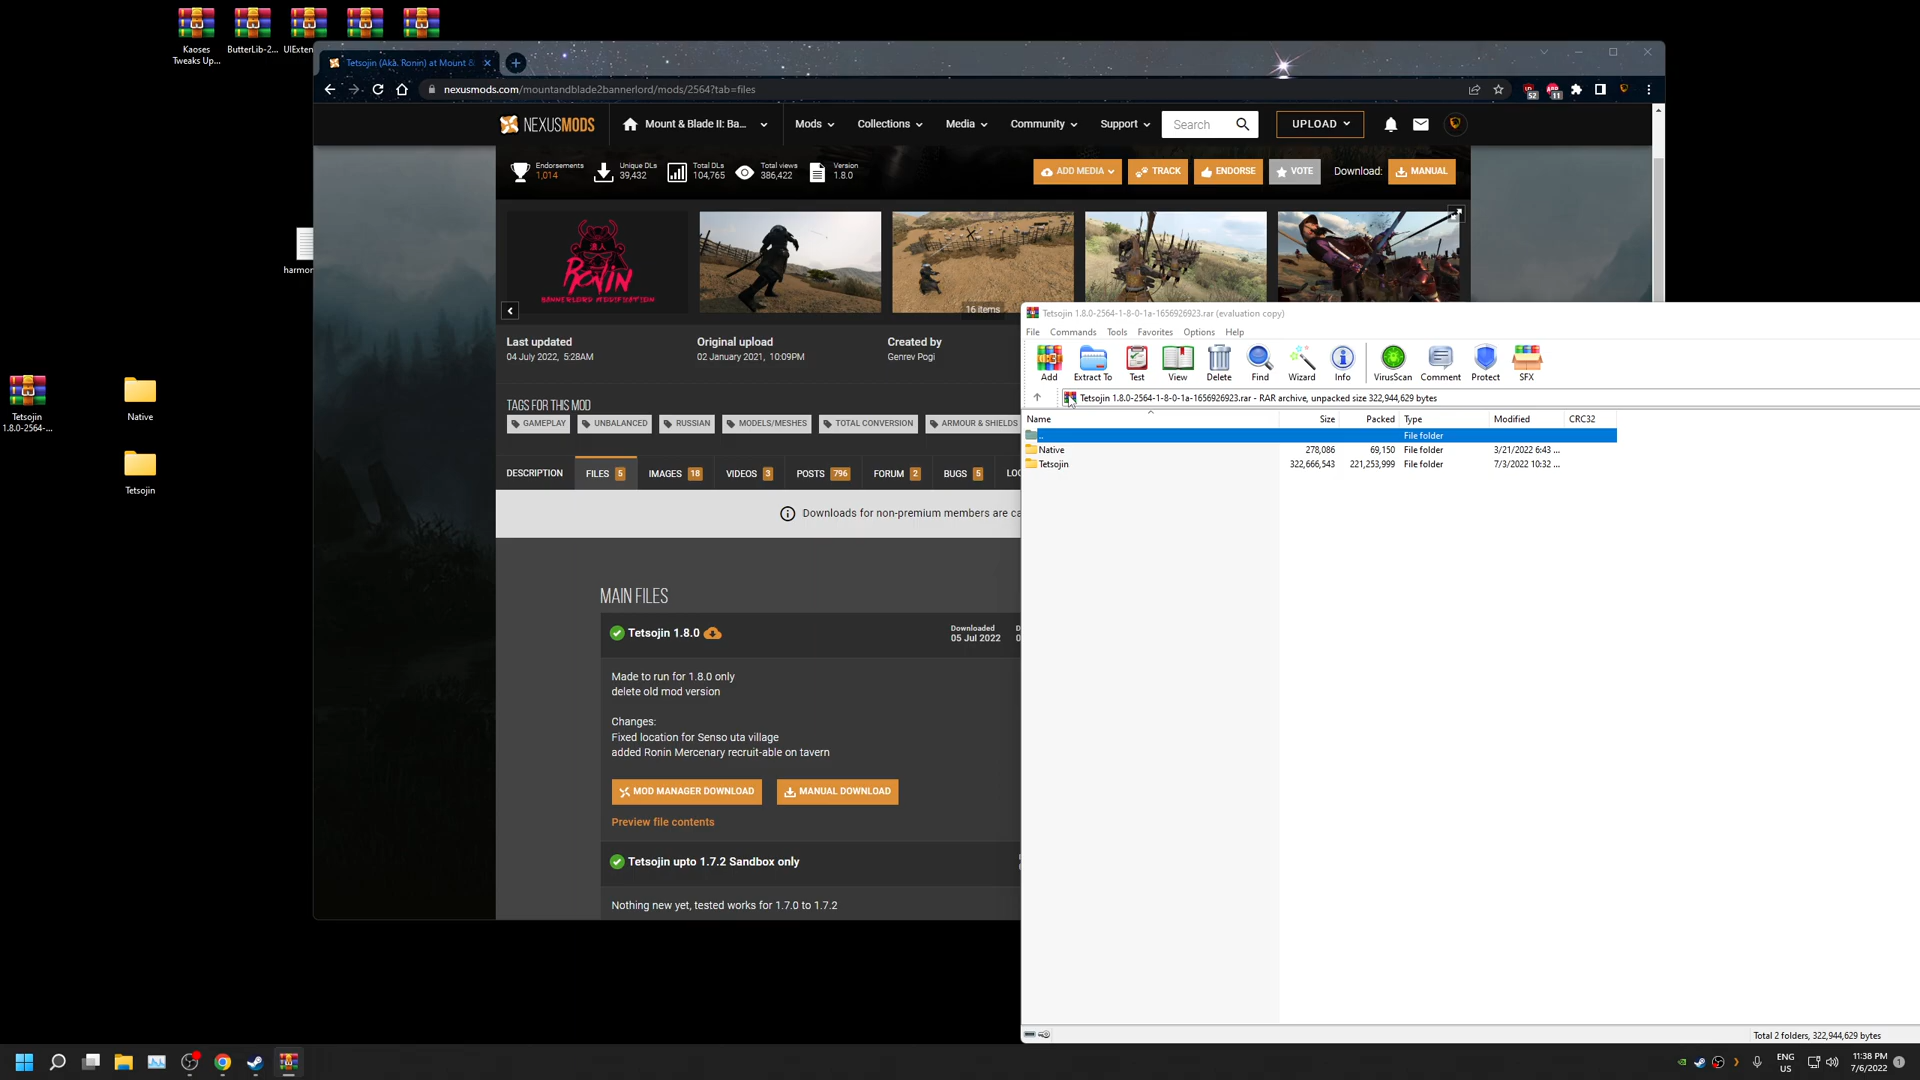 Kaoses
Tweaks Up...
ButterLib-2...
UIExten
harmon
Tetsojin
1.8.0-2564-...
Native
Tetsojin
Tetsojin (Aka. Ronin) at Mount &
nexusmods.com/mountandblade2bannerlord/mods/2564?tab=files
52
11
NEXUSMODS
Mount & Blade II: Ba...
Mods
Collections
Media
Community
Support
Search
UPLOAD
Endorsements
1,014
Unique DLs
39,432
Total DLs
104,765
Total views
386,422
Version
1.8.0
ADD MEDIA
TRACK
ENDORSE
VOTE
Download:
MANUAL
浪人
RONIN
BANNERLORD MODIFICATION
16 items
Last updated
04 July 2022, 5:28AM
Original upload
02 January 2021, 10:09PM
Created by
Genrev Pogi
TAGS FOR THIS MOD
GAMEPLAY
UNBALANCED
RUSSIAN
MODELS/MESHES
TOTAL CONVERSION
ARMOUR & SHIELDS
DESCRIPTION
FILES 5
IMAGES 18
VIDEOS 3
POSTS 796
FORUM 2
BUGS 5
LOG
Downloads for non-premium members are ca
MAIN FILES
Tetsojin 1.8.0
Downloaded
05 Jul 2022
Made to run for 1.8.0 only
delete old mod version
Changes:
Fixed location for Senso uta village
added Ronin Mercenary recruit-able on tavern
MOD MANAGER DOWNLOAD
MANUAL DOWNLOAD
Preview file contents
Tetsojin upto 1.7.2 Sandbox only
Nothing new yet, tested works for 1.7.0 to 1.7.2
Tetsojin 1.8.0-2564-1-8-0-1a-1656926923.rar (evaluation copy)
File Commands Tools Favorites Options Help
Add Extract To Test View Delete Find Wizard Info VirusScan Comment Protect SFX
Tetsojin 1.8.0-2564-1-8-0-1a-1656926923.rar - RAR archive, unpacked size 322,944,629 bytes
Name Size Packed Type Modified CRC32
.. File folder
Native 278,086 69,150 File folder 3/21/2022 6:43 ...
Tetsojin 322,666,543 221,253,999 File folder 7/3/2022 10:32 ...
Total 2 folders, 322,944,629 bytes
ENG
US
11:38 PM
7/6/2022
1